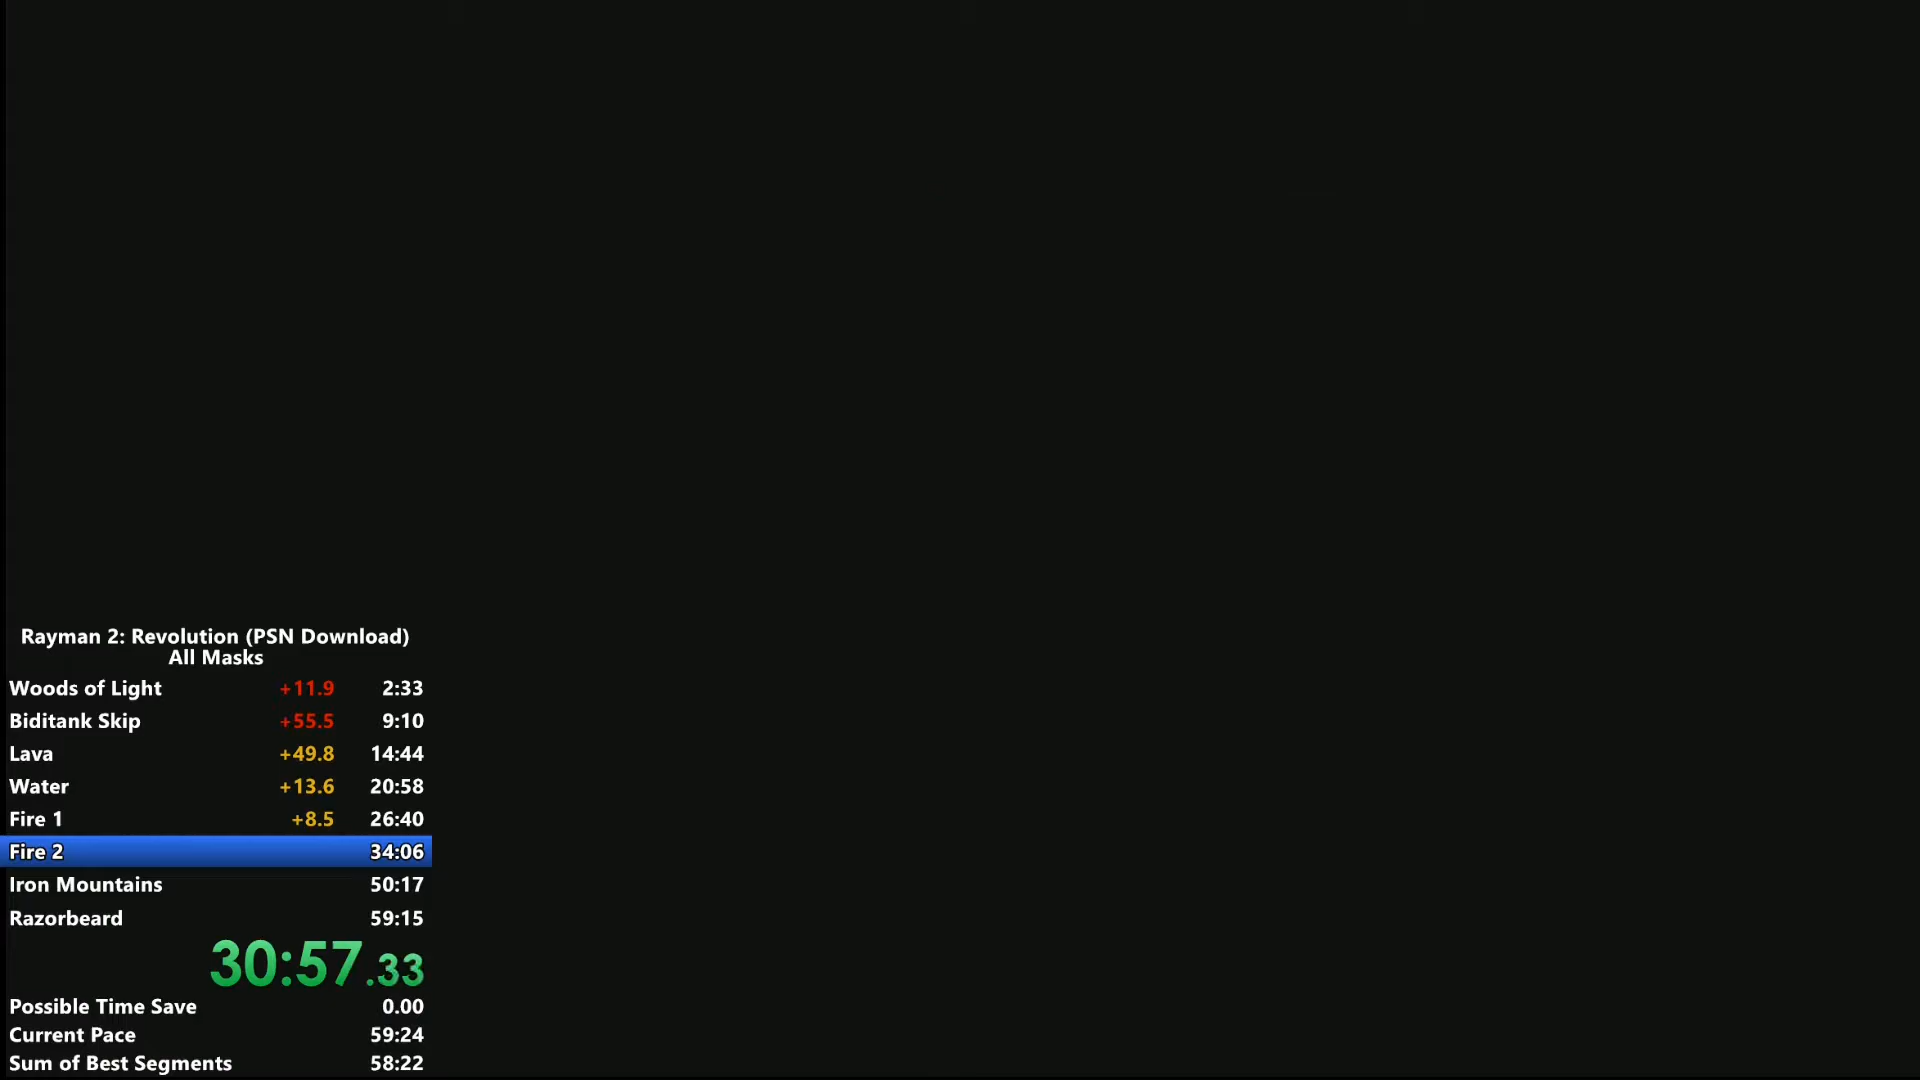 Rayman 2: Revolution (PSN Download)
All Masks
Woods of Light +11.9 2:33
Biditank Skip +55.5 9:10
Lava +49.8 14:44
Water +13.6 20:58
Fire 1 +8.5 26:40
Fire 2 34:06
Iron Mountains 50:17
Razorbeard 59:15
30:57.33
Possible Time Save 0.00
Current Pace 59:24
Sum of Best Segments 58:22